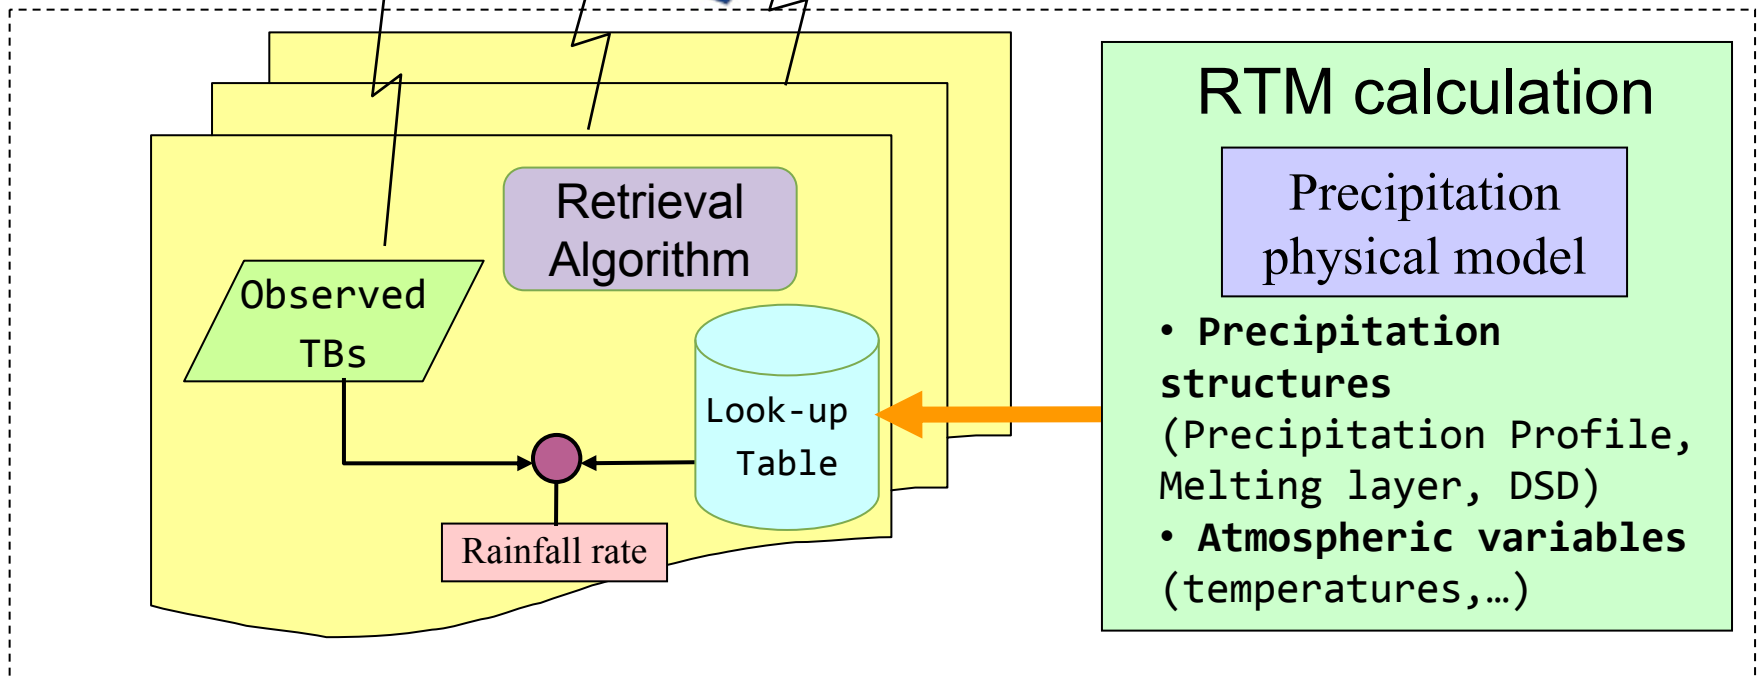 Retrieval
Algorithm
Observed
TBs
Look-up
Table
Rainfall rate
RTM calculation
Precipitation
physical model
• Precipitation
structures
(Precipitation Profile,
Melting layer, DSD)
• Atmospheric variables
(temperatures,…)